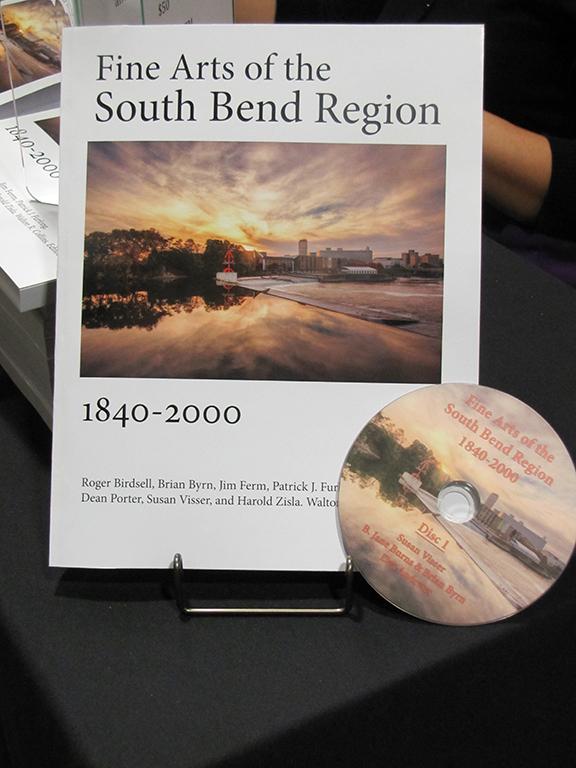 $50
Fine Arts of the
South Bend Region
1840-2000
Roger Birdsell, Brian Byrn, Jim Ferm, Patrick J. Fur
Dean Porter, Susan Visser, and Harold Zisla. Walto
Fine Arts of the
South Bend Region
1840-2000
Disc 1
Susan Visser
B. Jane Burns & Brian Byrn
1840-2000